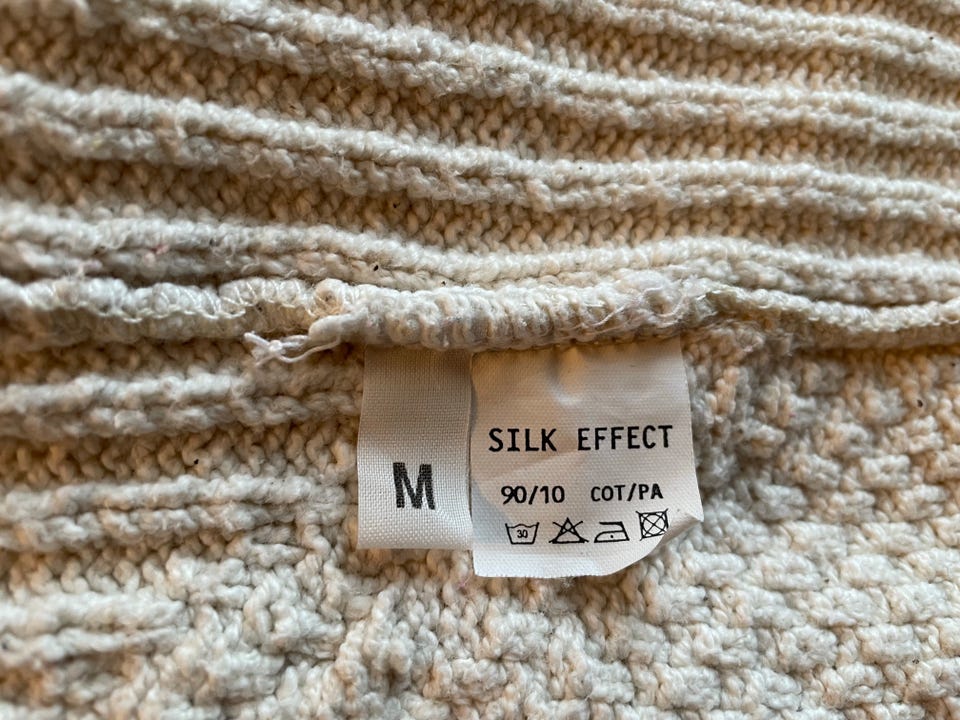 M
SILK EFFECT
90/10 COT/PA
30